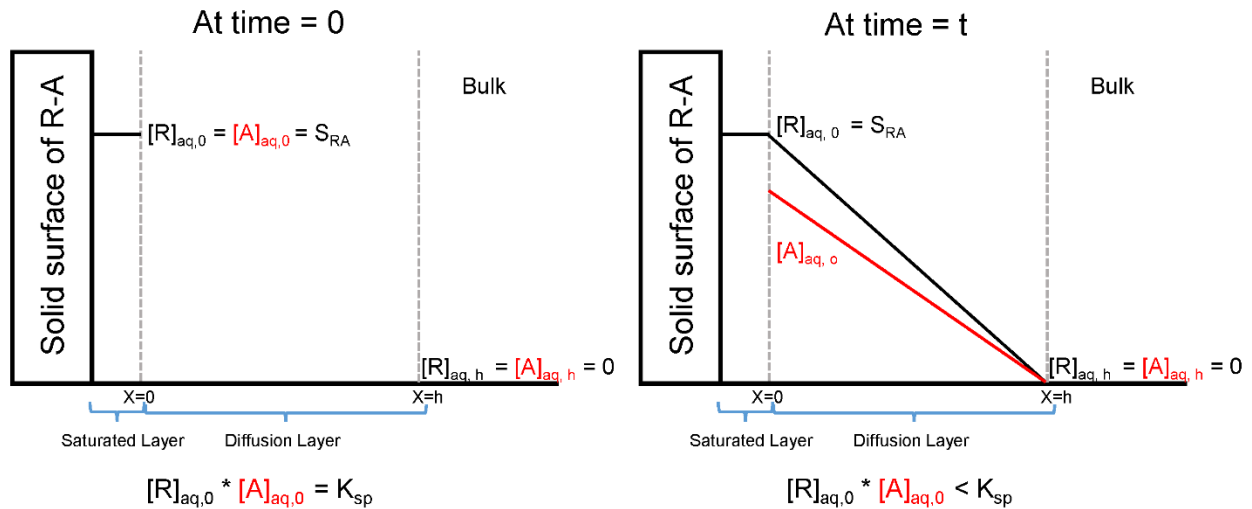 At time = 0
Solid surface of R-A
Bulk
[R]aq,0 = [A]aq,0 = SRA
[R]aq, h = [A]aq, h = 0
X=0
X=h
Saturated Layer
Diffusion Layer
[R]aq,0 * [A]aq,0 = Ksp
At time = t
Solid surface of R-A
Bulk
[R]aq, 0 = SRA
[A]aq, o
[R]aq, h = [A]aq, h = 0
X=0
X=h
Saturated Layer
Diffusion Layer
[R]aq,0 * [A]aq,0 < Ksp